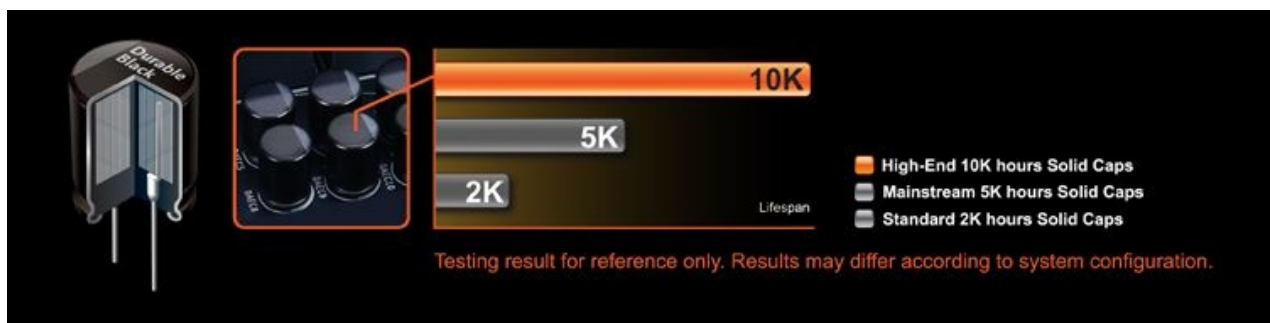 Durable
Black
10K
5K
2K
Lifespan
High-End 10K hours Solid Caps
Mainstream 5K hours Solid Caps
Standard 2K hours Solid Caps
Testing result for reference only. Results may differ according to system configuration.